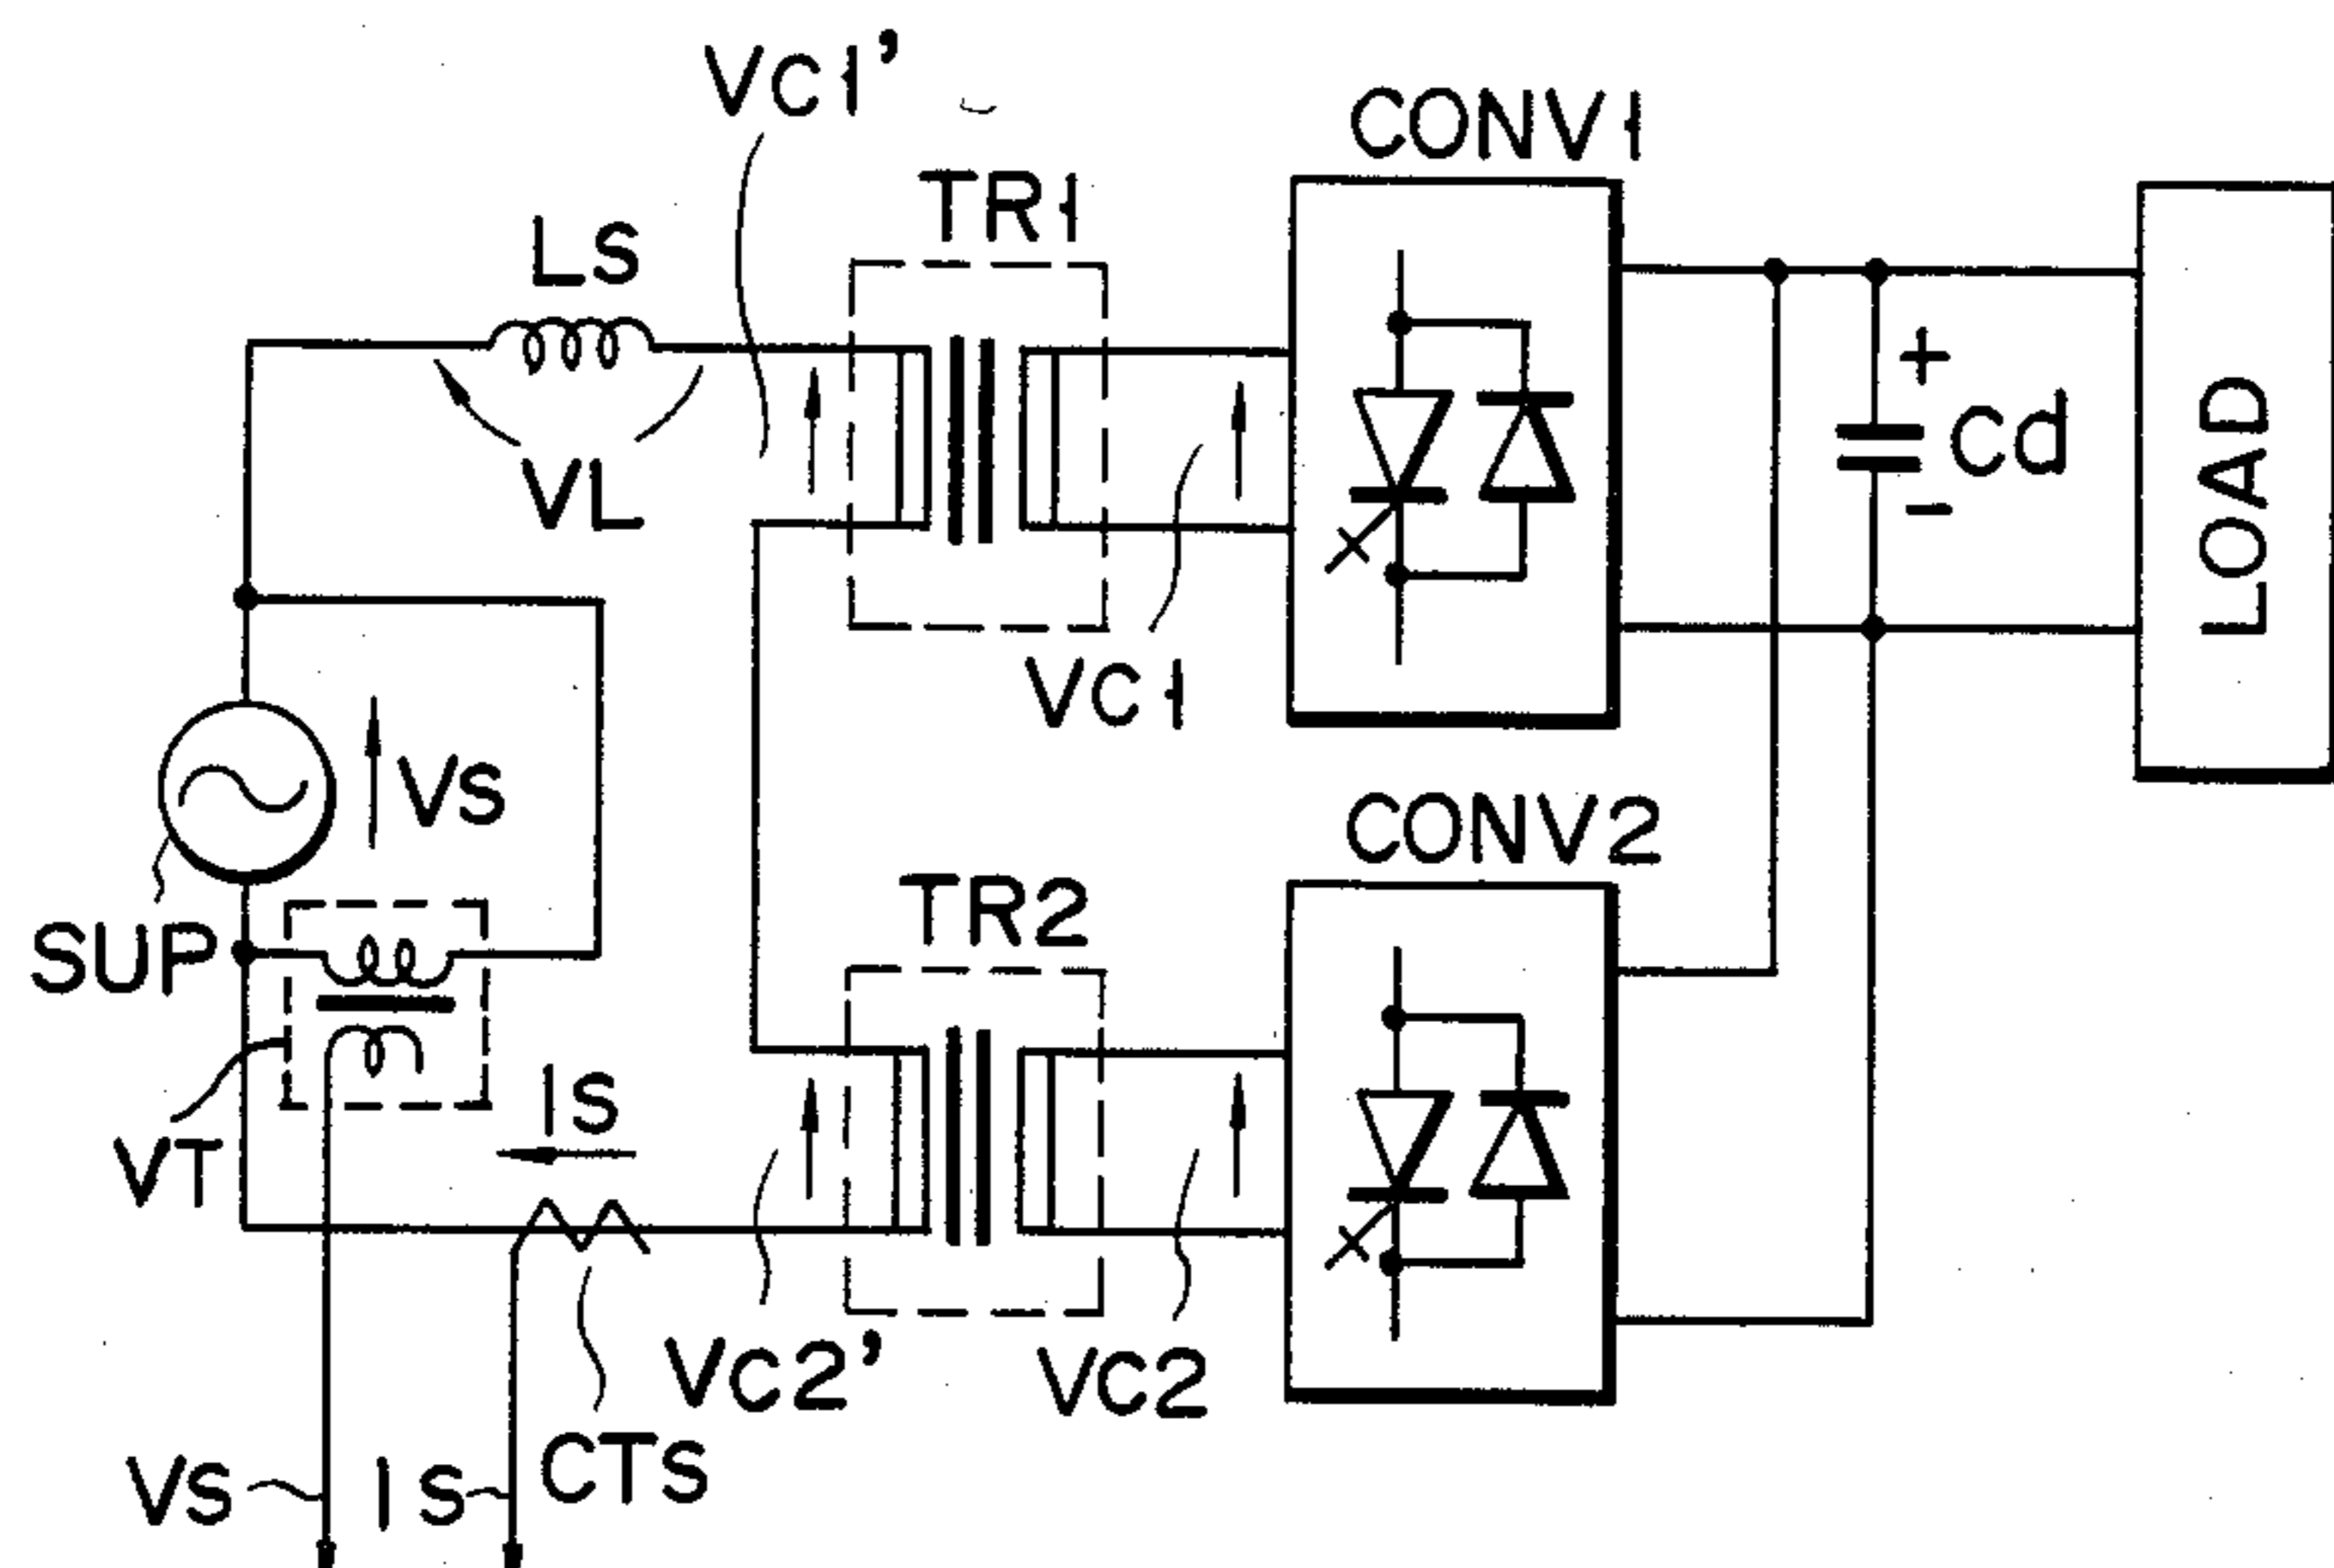 VC1'
CONV1
TR1
LS
+
Cd
-
LOAD
VL
VC1
VS
CONV2
TR2
SUP
IS
VT
VC2'
VC2
CTS
VS
IS